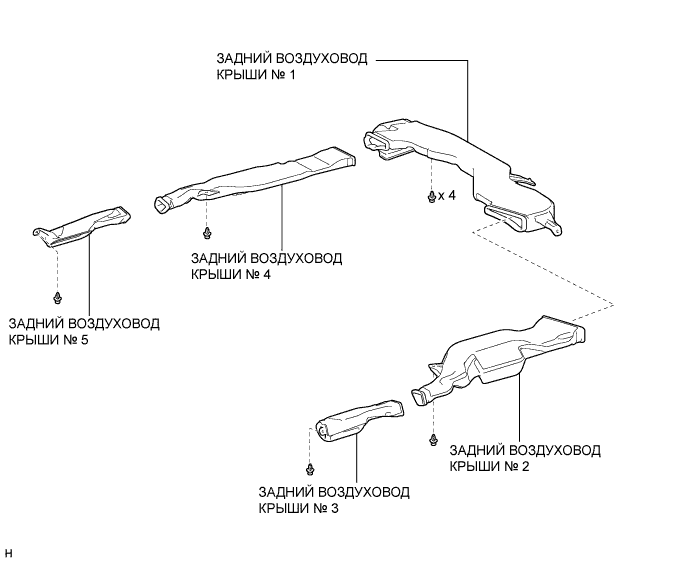 ЗАДНИЙ ВОЗДУХОВОД
КРЫШИ № 1
x 4
ЗАДНИЙ ВОЗДУХОВОД
КРЫШИ № 4
ЗАДНИЙ ВОЗДУХОВОД
КРЫШИ № 5
ЗАДНИЙ ВОЗДУХОВОД
КРЫШИ № 2
ЗАДНИЙ ВОЗДУХОВОД
КРЫШИ № 3
H